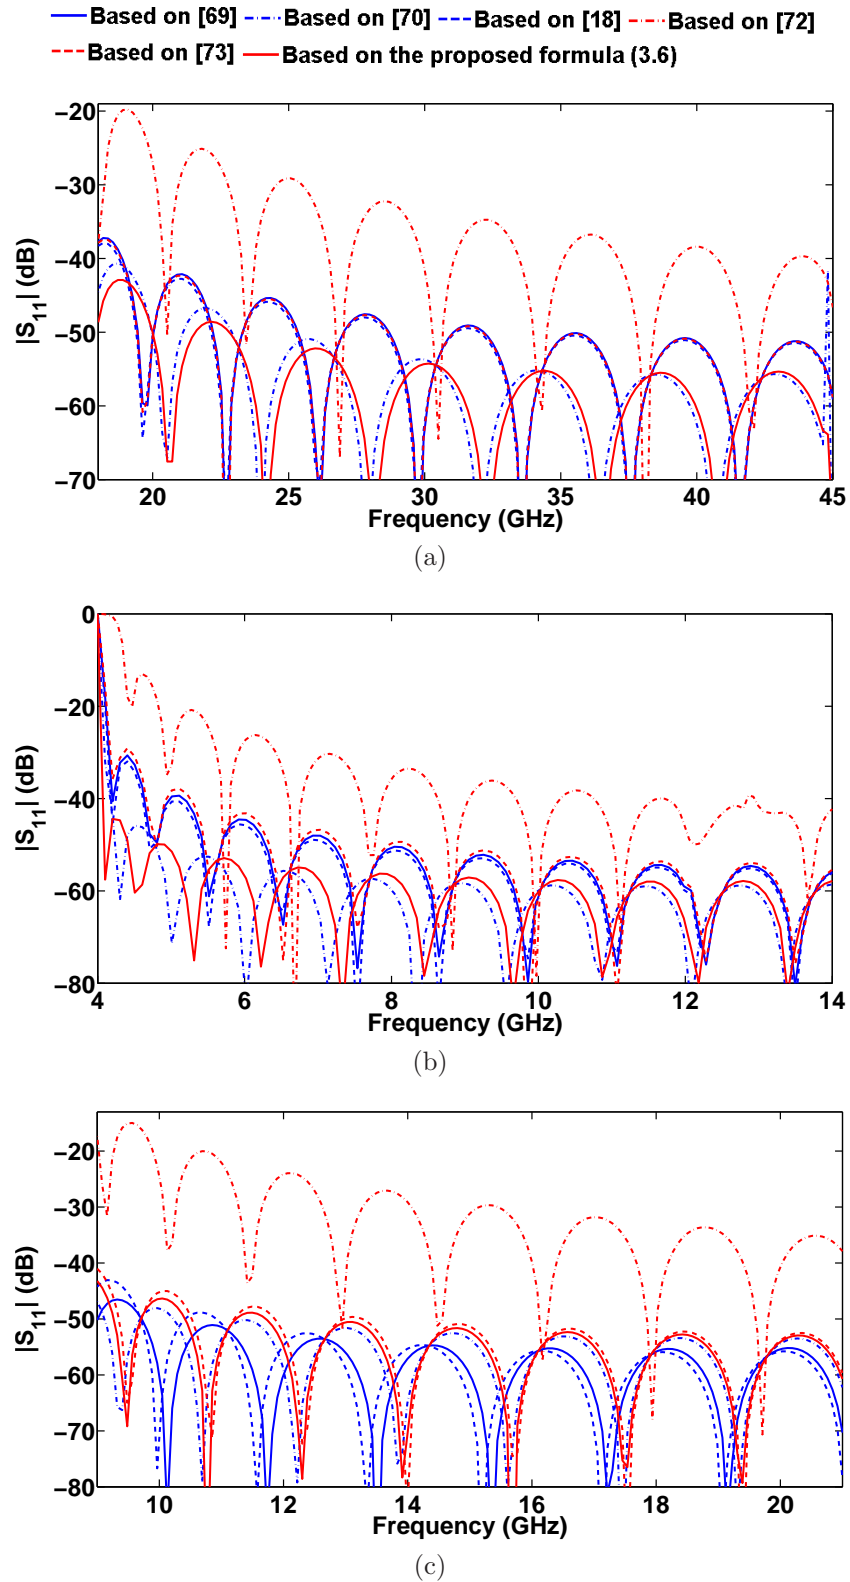 Based on [69] Based on [70] Based on [18] Based on [72]
Based on [73] Based on the proposed formula (3.6)
−20
−30
−40
−50
−60
−70
|S11| (dB)
20 25 30 35 40 45
Frequency (GHz)
(a)
0
−20
−40
−60
−80
|S11| (dB)
4 6 8 10 12 14
Frequency (GHz)
(b)
−20
−30
−40
−50
−60
−70
−80
|S11| (dB)
10 12 14 16 18 20
Frequency (GHz)
(c)